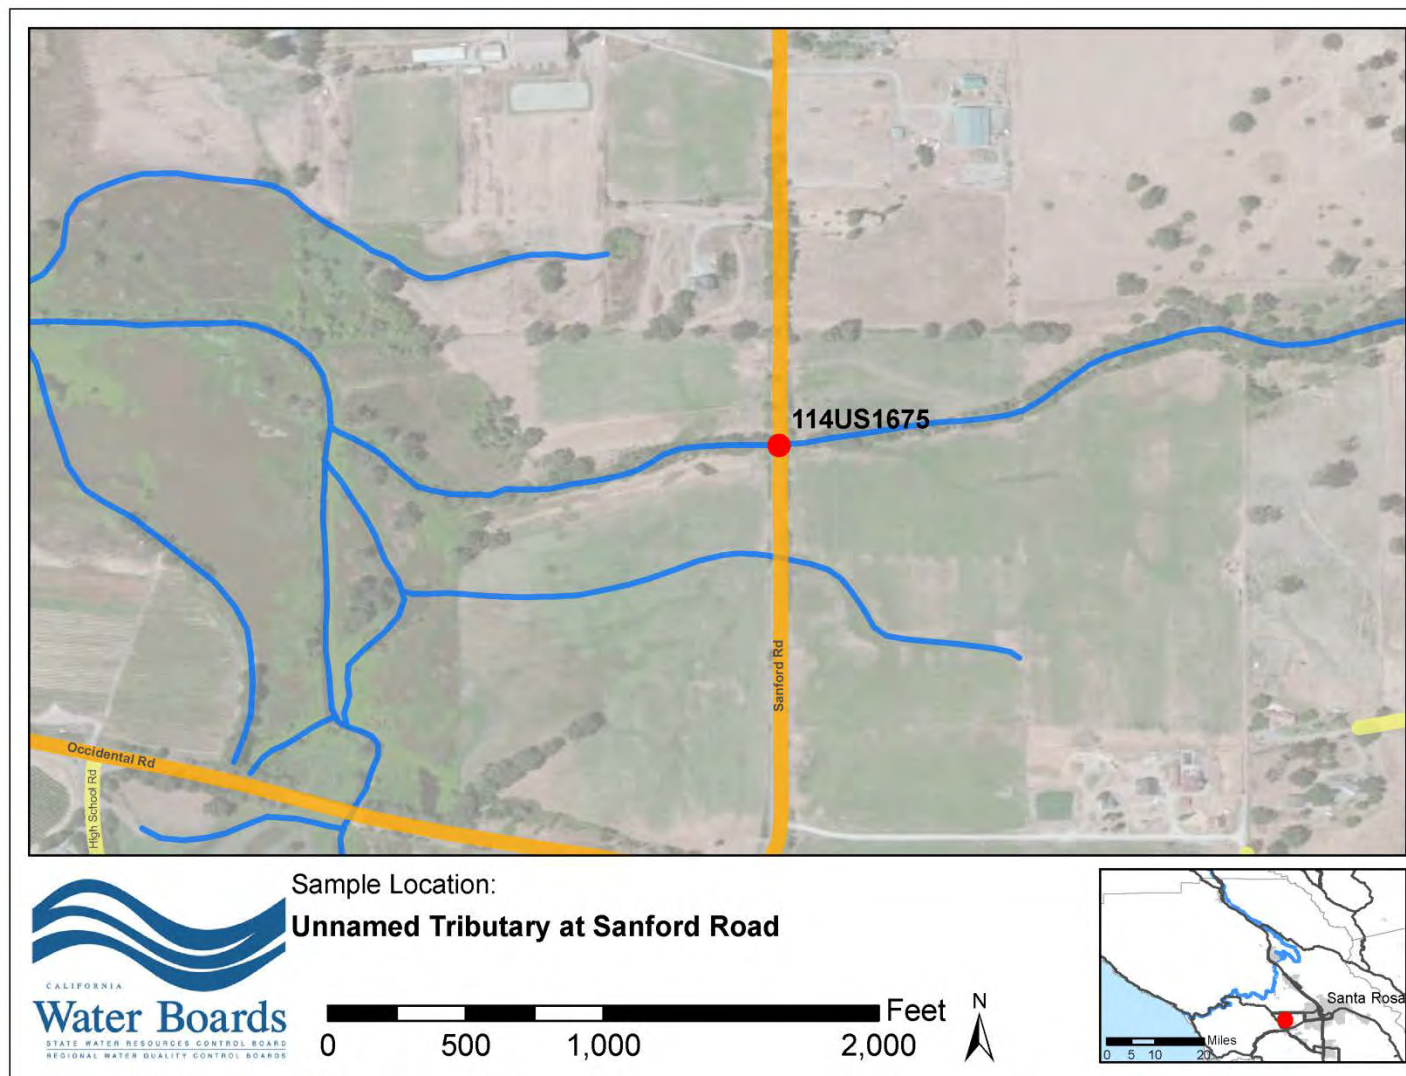 114US1675
Sanford Rd
Occidental Rd
High School Rd
Sample Location:
Unnamed Tributary at Sanford Road
CALIFORNIA
Water Boards
STATE WATER RESOURCES CONTROL BOARD
REGIONAL WATER QUALITY CONTROL BOARDS
Feet
0 500 1,000 2,000
N
Santa Rosa
Miles
0 5 10 20